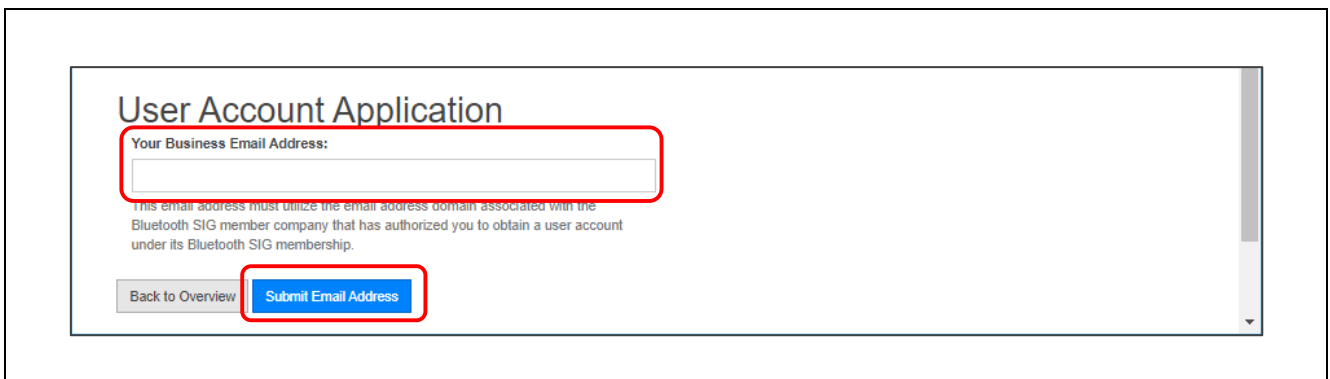 User Account Application
Your Business Email Address:
This email address must utilize the email address domain associated with the
Bluetooth SIG member company that has authorized you to obtain a user account
under its Bluetooth SIG membership.
Back to Overview Submit Email Address